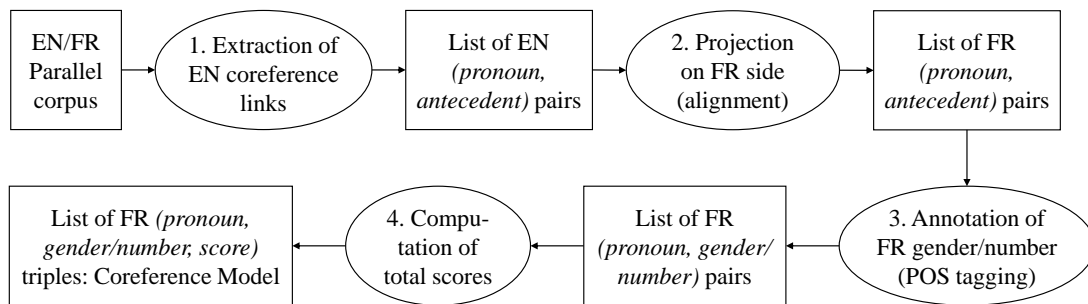 EN/FR
Parallel
corpus
1. Extraction of
EN coreference
links
List of EN
(pronoun,
antecedent) pairs
2. Projection
on FR side
(alignment)
List of FR
(pronoun,
antecedent)
pairs
3. Annotation of
FR gender/number
(POS tagging)
List of FR
(pronoun, gender/
number) pairs
4. Compu-
tation of
total scores
List of FR (pronoun,
gender/number, score)
triples: Coreference Model